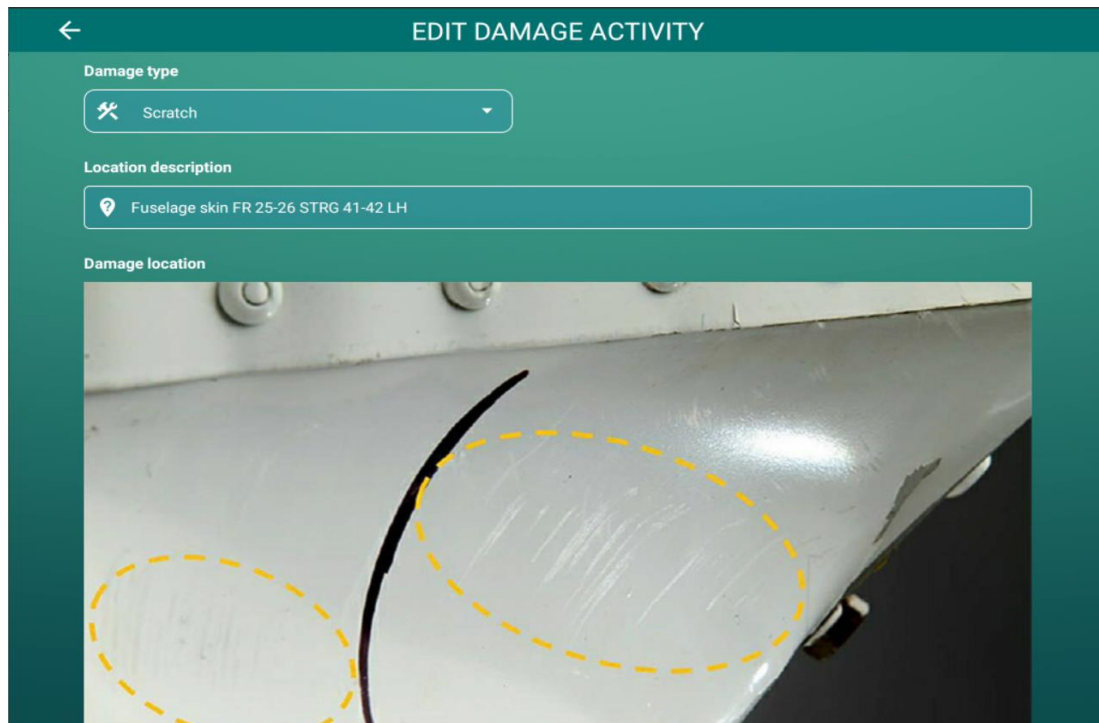 EDIT DAMAGE ACTIVITY
Damage type
Scratch
Location description
Fuselage skin FR 25-26 STRG 41-42 LH
Damage location